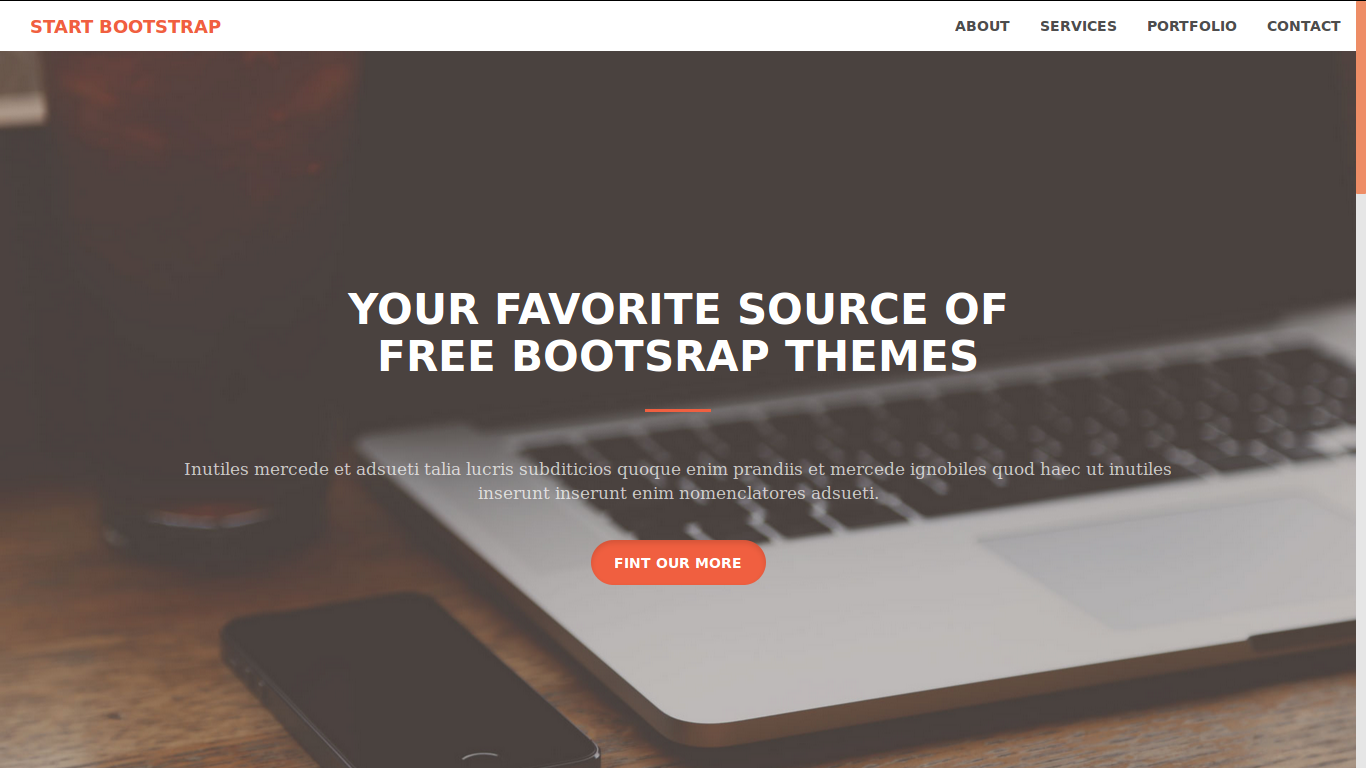 START BOOTSTRAP
ABOUT SERVICES PORTFOLIO CONTACT
YOUR FAVORITE SOURCE OF
FREE BOOTSRAP THEMES
Inutiles mercede et adsueti talia lucris subditicios quoque enim prandiis et mercede ignobiles quod haec ut inutiles
inserunt inserunt enim nomenclatores adsueti.
FINT OUR MORE